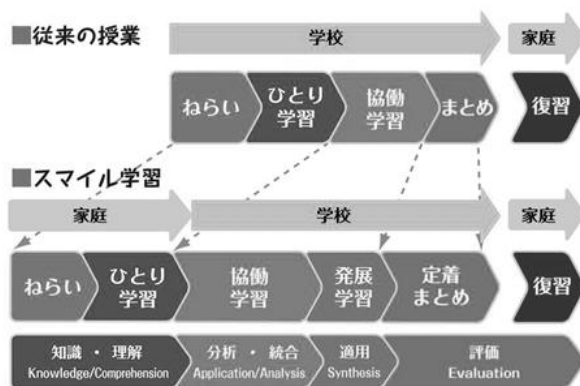 ■従来の授業
学校
家庭
ねらい
ひとり
学習
協働
学習
まとめ
復習
■スマイル学習
家庭
学校
家庭
ねらい
ひとり
学習
協働
学習
発展
学習
定着
まとめ
復習
知識・理解
Knowledge/Comprehension
分析・統合
Application/Analysis
適用
Synthesis
評価
Evaluation